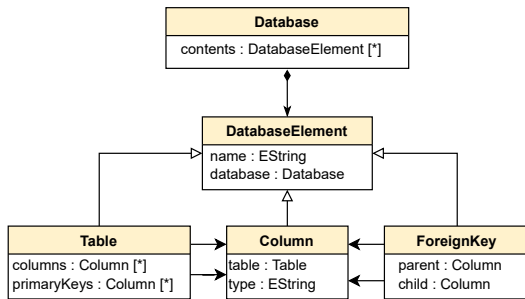 Database
contents : DatabaseElement [*]
DatabaseElement
name : EString
database : Database
Table
columns : Column [*]
primaryKeys : Column [*]
Column
table : Table
type : EString
ForeignKey
parent : Column
child : Column